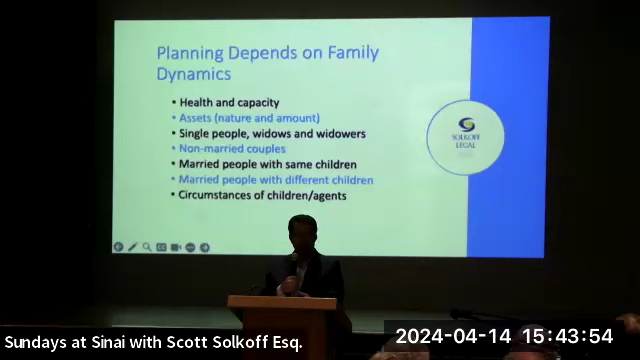 Planning Depends on Family
Dynamics
• Health and capacity
• Assets (nature and amount)
• Single people, widows and widowers
• Non-married couples
• Married people with same children
• Married people with different children
• Circumstances of children/agents
SOLKOFF
LEGAL
Sundays at Sinai with Scott Solkoff Esq.
2024-04-14 15:43:54